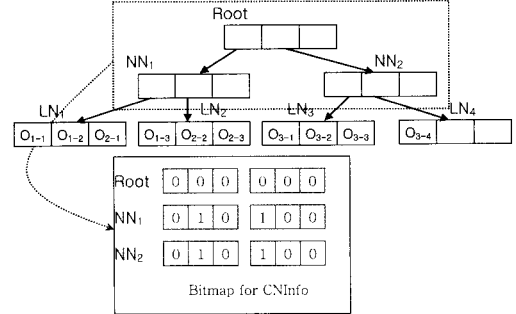 Root
NN₁ NN₂
LN₁ LN₂ LN₃ LN₄
O₁₋₁ O₁₋₂ O₂₋₁ O₁₋₃ O₂₋₂ O₂₋₃ O₃₋₁ O₃₋₂ O₃₋₃ O₃₋₄
Root 0 0 0 0 0 0
NN₁ 0 1 0 1 0 0
NN₂ 0 1 0 1 0 0
Bitmap for CNInfo